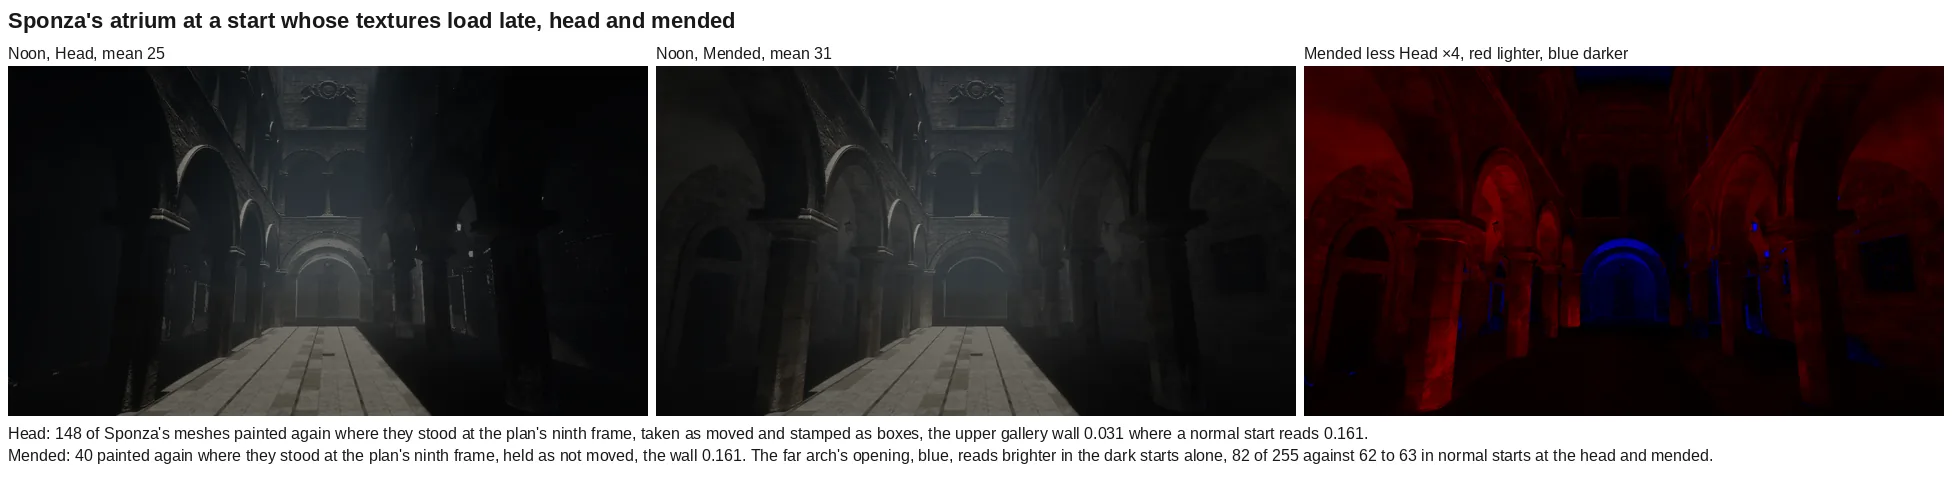 Sponza's atrium at a start whose textures load late, head and mended
Noon, Head, mean 25
Noon, Mended, mean 31
Mended less Head ×4, red lighter, blue darker
Head: 148 of Sponza's meshes painted again where they stood at the plan's ninth frame, taken as moved and stamped as boxes, the upper gallery wall 0.031 where a normal start reads 0.161.
Mended: 40 painted again where they stood at the plan's ninth frame, held as not moved, the wall 0.161. The far arch's opening, blue, reads brighter in the dark starts alone, 82 of 255 against 62 to 63 in normal starts at the head and mended.